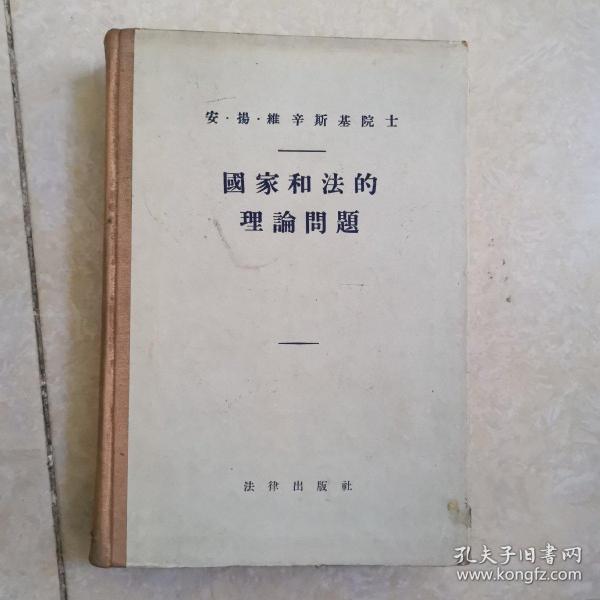 安·揚·維辛斯基院士
國家和法的
理論問題
法律出版社
孔夫子旧书网
www.kongfz.com